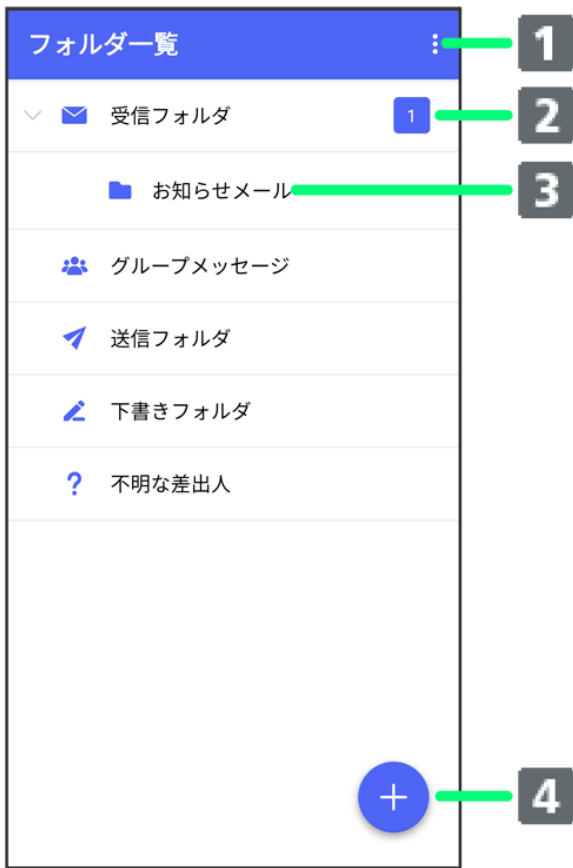 フォルダ一覧
1
受信フォルダ
1
2
お知らせメール
3
グループメッセージ
送信フォルダ
下書きフォルダ
不明な差出人
4